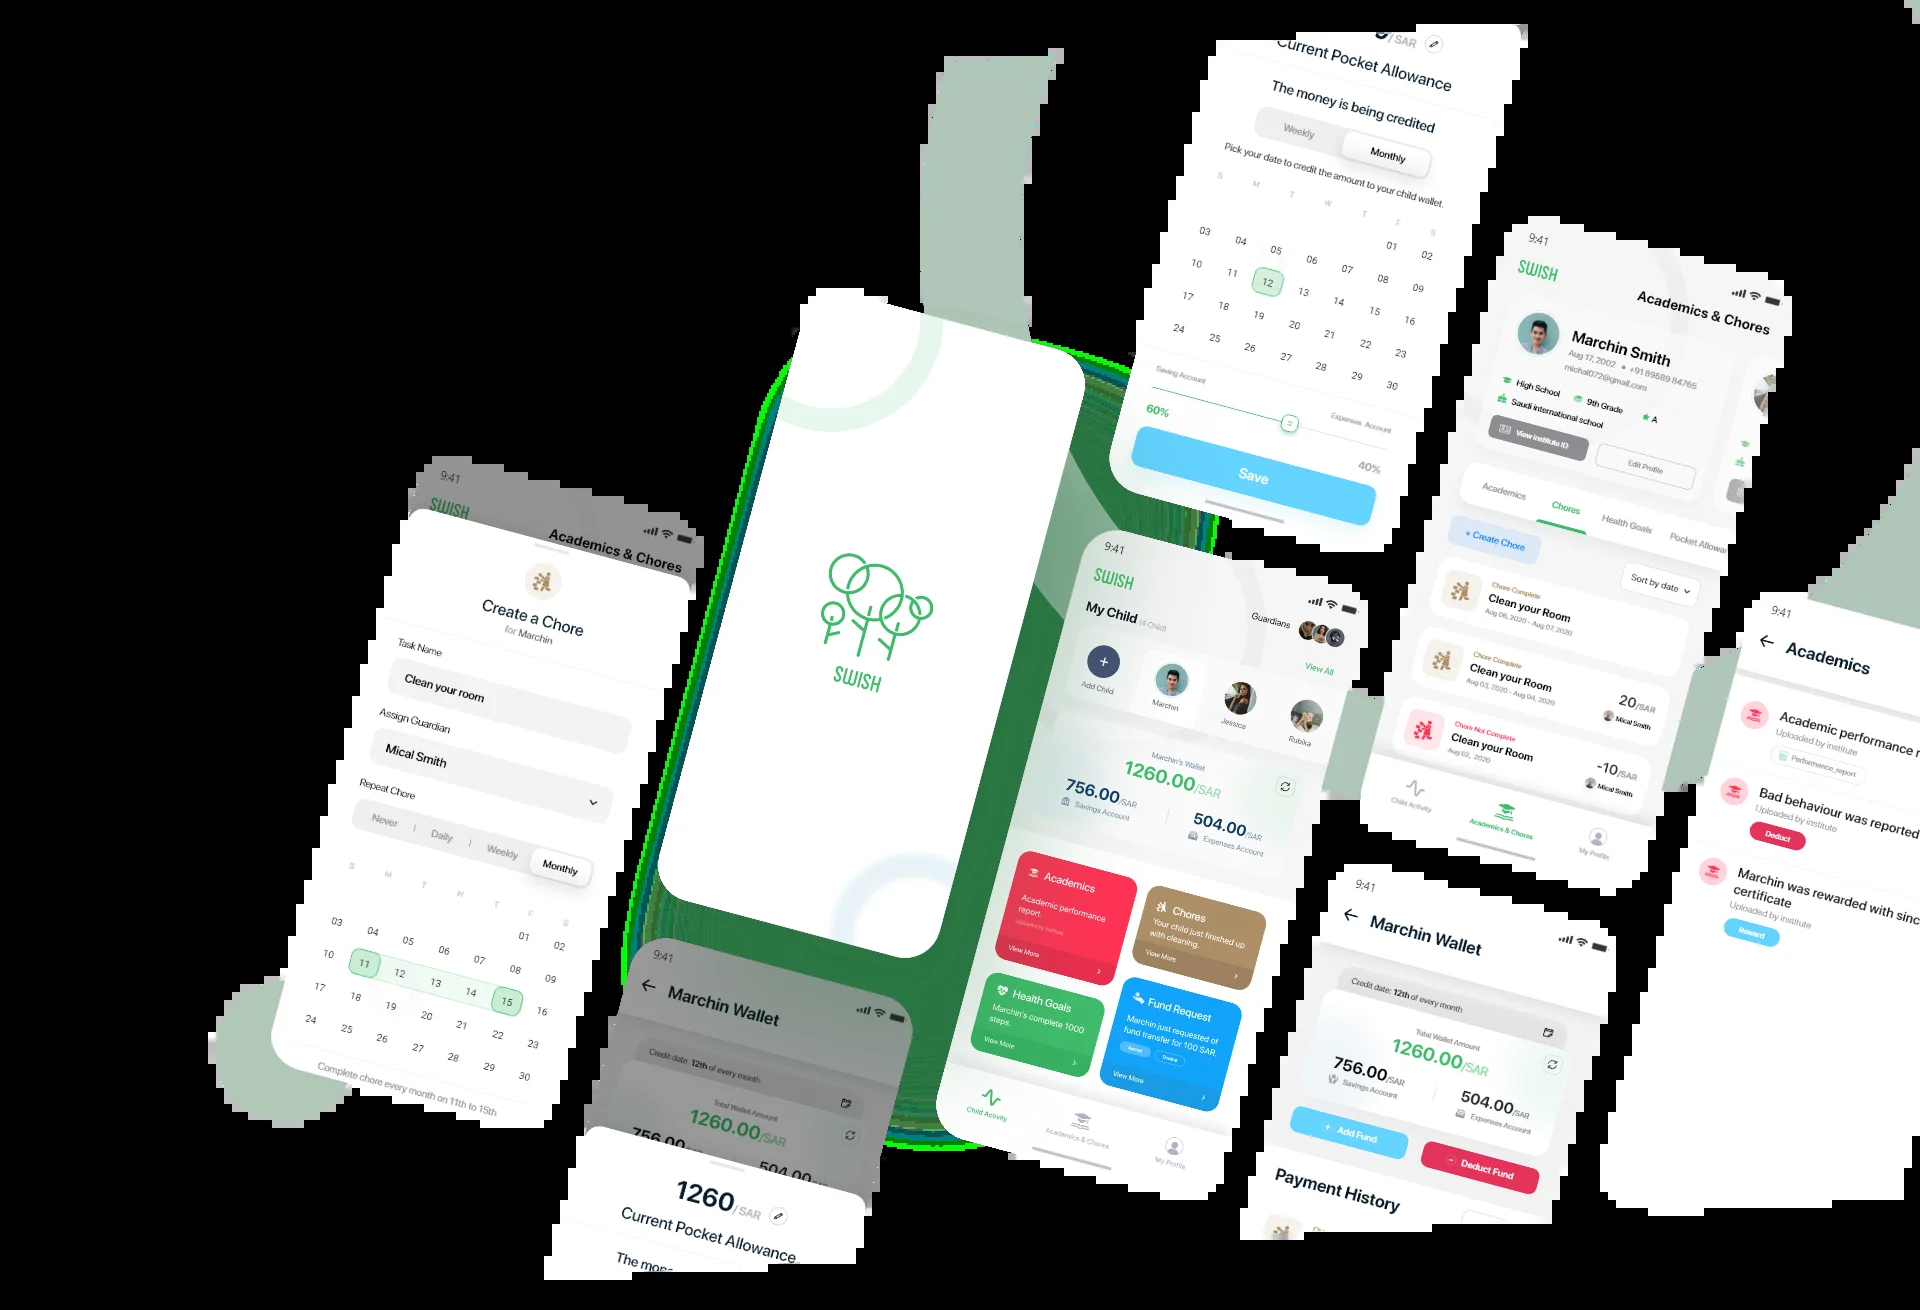 9:41
SWISH
Academics & Chores
Create a Chore
for Marchin
Task Name
Clean your room
Assign Guardian
Mical Smith
Repeat Chore
Never | Daily | Weekly Monthly
S M T W T F S
01 02
03 04 05 06 07 08 09
10 11 12 13 14 15 16
17 18 19 20 21 22 23
24 25 26 27 28 29 30
Complete chore every month on 11th to 15th
SWISH
9:41
Marchin Wallet
Credit date: 12th of every month
Total Wallet Amount
1260.00/SAR
756.00/SAR
504.00
1260/SAR
Current Pocket Allowance
The
9:41
SWISH
My Child (4 Child)
Guardians
View All
Add Child
Marchin
Jessica
Rubika
Marchin's Wallet
1260.00/SAR
756.00/SAR
Savings Account
504.00/SAR
Expenses Account
Academics
Academic performance
report.
Uploaded by institute
View More
Chores
Your child just finished up
with cleaning.
View More
Health Goals
Marchin's complete 1000
steps.
View More
Fund Request
Marchin just requested of
fund transfer for 100 SAR.
Accept
Decline
View More
Child Activity
Academics & Chores
My Profile
/SAR
Current Pocket Allowance
The money is being credited
Weekly
Monthly
Pick your date to credit the amount to your child wallet.
S M T W T F S
01 02
03 04 05 06 07 08 09
10 11 12 13 14 15 16
17 18 19 20 21 22 23
24 25 26 27 28 29 30
Saving Account
Expenses Account
60%
40%
Save
9:41
SWISH
Academics & Chores
Marchin Smith
Aug 17, 2002 • +91 89589 84765
michal072@gmail.com
High School
9th Grade
A
Saudi international school
View institute ID
Edit Profile
Academics
Chores
Health Goals
Pocket Allowa
+ Create Chore
Sort by date
Chore Complete
Clean your Room
Aug 06, 2020 - Aug 07, 2020
Chore Complete
Clean your Room
Aug 03, 2020 - Aug 04, 2020
20/SAR
Mical Smith
Chore Not Complete
Clean your Room
Aug 02, 2020
-10/SAR
Mical Smith
Child Activity
Academics & Chores
My Profile
9:41
Marchin Wallet
Credit date: 12th of every month
Total Wallet Amount
1260.00/SAR
756.00/SAR
Savings Account
504.00/SAR
Expenses Account
+ Add Fund
- Deduct Fund
Payment History
9:41
Academics
Academic performance r
Uploaded by institute
Performance_report
Bad behaviour was reported
Uploaded by institute
Deduct
Marchin was rewarded with sinc
certificate
Uploaded by institute
Reward